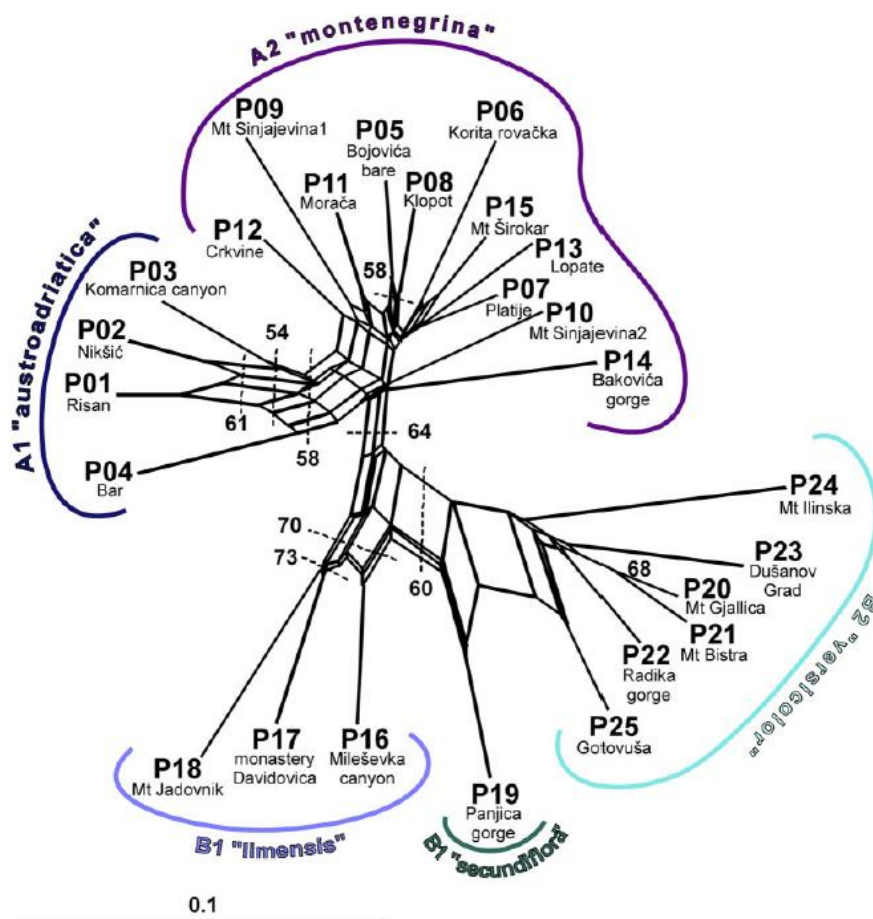 A2 "montenegrina"
P09
Mt Sinjajevina1
P05
Bojovića
bare
P06
Korita rovačka
P11
Morača
P08
Klopot
P15
Mt Širokar
P12
Crkvine
P13
Lopate
58
P07
Platije
P10
Mt Sinjajevina2
P14
Bakovića
gorge
A1 "austroadriatica"
P03
Komarnica canyon
P02
Nikšić
54
P01
Risan
61
58
64
P04
Bar
70
73
60
P24
Mt Ilinska
P23
Dušanov
Grad
68
P20
Mt Gjallica
P21
Mt Bistra
P22
Radika
gorge
P25
Gotovuša
B2 "versicolor"
P18
Mt Jadovnik
P17
monastery
Davidovica
P16
Mileševka
canyon
B1 "limensis"
P19
Panjica
gorge
B1 "secundiflora"
0.1